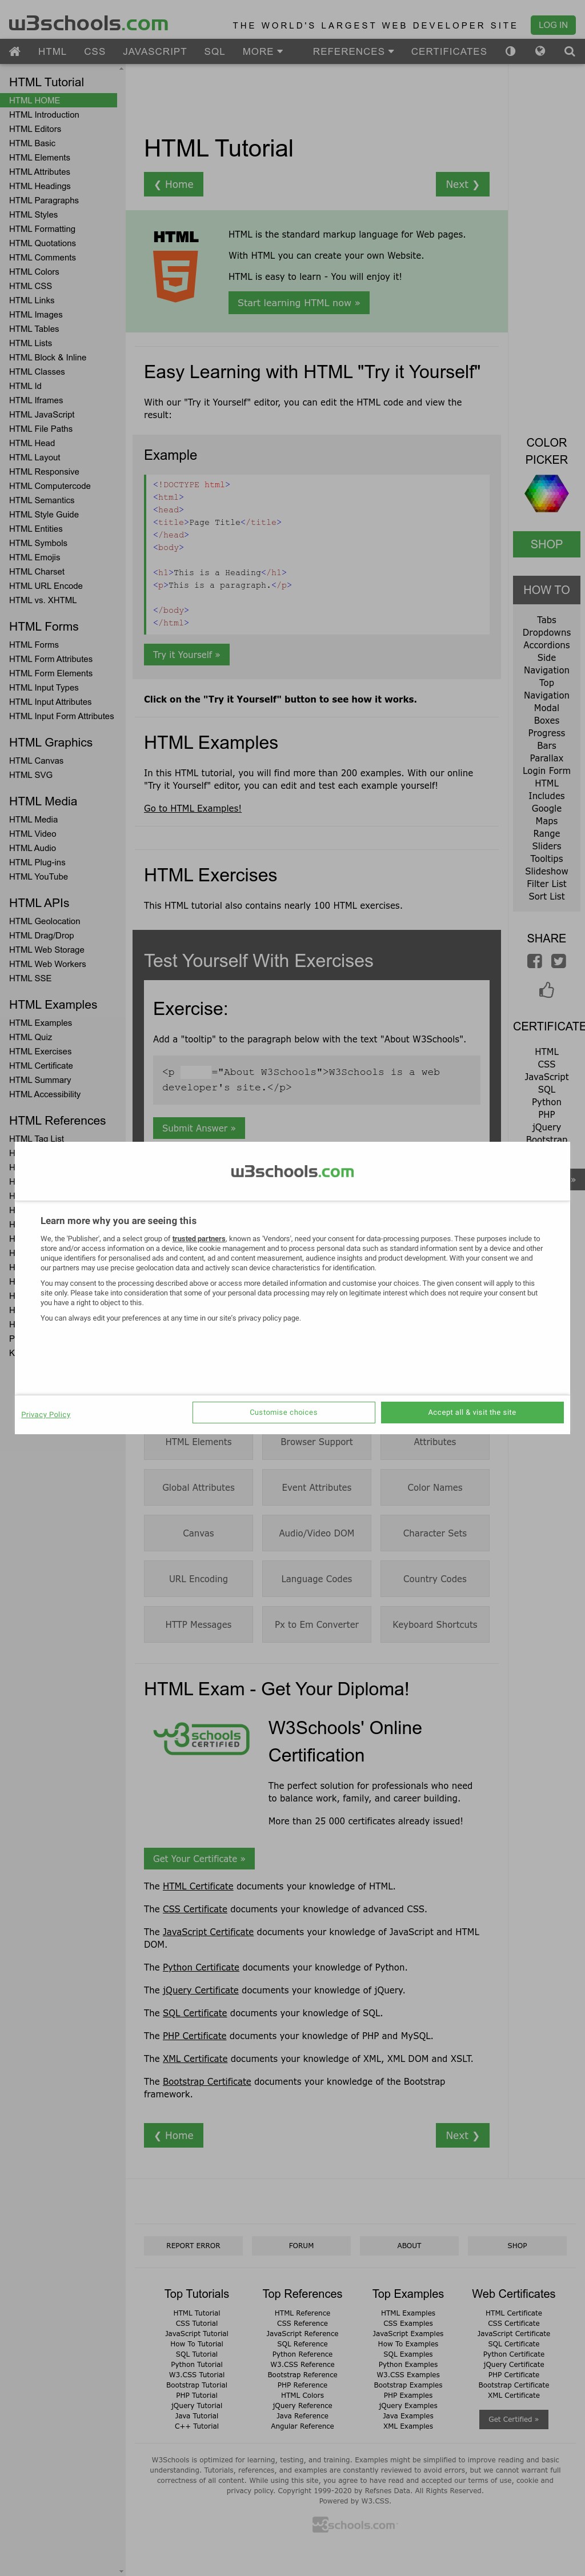 w3schools.com
THE WORLD'S LARGEST WEB DEVELOPER SITE
LOG IN
HTML CSS JAVASCRIPT SQL MORE REFERENCES CERTIFICATES
HTML Tutorial
HTML HOME
HTML Introduction
HTML Editors
HTML Basic
HTML Elements
HTML Attributes
HTML Headings
HTML Paragraphs
HTML Styles
HTML Formatting
HTML Quotations
HTML Comments
HTML Colors
HTML CSS
HTML Links
HTML Images
HTML Tables
HTML Lists
HTML Block & Inline
HTML Classes
HTML Id
HTML Iframes
HTML JavaScript
HTML File Paths
HTML Head
HTML Layout
HTML Responsive
HTML Computercode
HTML Semantics
HTML Style Guide
HTML Entities
HTML Symbols
HTML Emojis
HTML Charset
HTML URL Encode
HTML vs. XHTML
HTML Forms
HTML Forms
HTML Form Attributes
HTML Form Elements
HTML Input Types
HTML Input Attributes
HTML Input Form Attributes
HTML Graphics
HTML Canvas
HTML SVG
HTML Media
HTML Media
HTML Video
HTML Audio
HTML Plug-ins
HTML YouTube
HTML APIs
HTML Geolocation
HTML Drag/Drop
HTML Web Storage
HTML Web Workers
HTML SSE
HTML Examples
HTML Examples
HTML Quiz
HTML Exercises
HTML Certificate
HTML Summary
HTML Accessibility
HTML References
HTML Tag List
HTML Tutorial
❮ Home
Next ❯
HTML
5
HTML is the standard markup language for Web pages.
With HTML you can create your own Website.
HTML is easy to learn - You will enjoy it!
Start learning HTML now »
Easy Learning with HTML "Try it Yourself"
With our "Try it Yourself" editor, you can edit the HTML code and view the
result:
Example
<!DOCTYPE html>
<html>
<head>
<title>Page Title</title>
</head>
<body>
<h1>This is a Heading</h1>
<p>This is a paragraph.</p>
</body>
</html>
Try it Yourself »
Click on the "Try it Yourself" button to see how it works.
HTML Examples
In this HTML tutorial, you will find more than 200 examples. With our online
"Try it Yourself" editor, you can edit and test each example yourself!
Go to HTML Examples!
HTML Exercises
This HTML tutorial also contains nearly 100 HTML exercises.
Test Yourself With Exercises
Exercise:
Add a "tooltip" to the paragraph below with the text "About W3Schools".
<p ="About W3Schools">W3Schools is a web
developer's site.</p>
Submit Answer »
COLOR
PICKER
SHOP
HOW TO
Tabs
Dropdowns
Accordions
Side
Navigation
Top
Navigation
Modal
Boxes
Progress
Bars
Parallax
Login Form
HTML
Includes
Google
Maps
Range
Sliders
Tooltips
Slideshow
Filter List
Sort List
SHARE
CERTIFICATE
HTML
CSS
JavaScript
SQL
Python
PHP
jQuery
Bootstrap
w3schools.com
Learn more why you are seeing this
We, the 'Publisher', and a select group of trusted partners, known as 'Vendors', need your consent for data-processing purposes. These purposes include to
store and/or access information on a device, like cookie management and to process personal data such as standard information sent by a device and other
unique identifiers for personalised ads and content, ad and content measurement, audience insights and product development. With your consent we and
our partners may use precise geolocation data and actively scan device characteristics for identification.
You may consent to the processing described above or access more detailed information and customise your choices. The given consent will apply to this
site only. Please take into consideration that some of your personal data processing may rely on legitimate interest which does not require your consent but
you have a right to object to this.
You can always edit your preferences at any time in our site's privacy policy page.
Privacy Policy
Customise choices
Accept all & visit the site
HTML Elements Browser Support Attributes
Global Attributes Event Attributes Color Names
Canvas Audio/Video DOM Character Sets
URL Encoding Language Codes Country Codes
HTTP Messages Px to Em Converter Keyboard Shortcuts
HTML Exam - Get Your Diploma!
w3schools
CERTIFIED
W3Schools' Online
Certification
The perfect solution for professionals who need
to balance work, family, and career building.
More than 25 000 certificates already issued!
Get Your Certificate »
The HTML Certificate documents your knowledge of HTML.
The CSS Certificate documents your knowledge of advanced CSS.
The JavaScript Certificate documents your knowledge of JavaScript and HTML
DOM.
The Python Certificate documents your knowledge of Python.
The jQuery Certificate documents your knowledge of jQuery.
The SQL Certificate documents your knowledge of SQL.
The PHP Certificate documents your knowledge of PHP and MySQL.
The XML Certificate documents your knowledge of XML, XML DOM and XSLT.
The Bootstrap Certificate documents your knowledge of the Bootstrap
framework.
❮ Home
Next ❯
REPORT ERROR FORUM ABOUT SHOP
Top Tutorials
HTML Tutorial
CSS Tutorial
JavaScript Tutorial
How To Tutorial
SQL Tutorial
Python Tutorial
W3.CSS Tutorial
Bootstrap Tutorial
PHP Tutorial
jQuery Tutorial
Java Tutorial
C++ Tutorial
Top References
HTML Reference
CSS Reference
JavaScript Reference
SQL Reference
Python Reference
W3.CSS Reference
Bootstrap Reference
PHP Reference
HTML Colors
jQuery Reference
Java Reference
Angular Reference
Top Examples
HTML Examples
CSS Examples
JavaScript Examples
How To Examples
SQL Examples
Python Examples
W3.CSS Examples
Bootstrap Examples
PHP Examples
jQuery Examples
Java Examples
XML Examples
Web Certificates
HTML Certificate
CSS Certificate
JavaScript Certificate
SQL Certificate
Python Certificate
jQuery Certificate
PHP Certificate
Bootstrap Certificate
XML Certificate
Get Certified »
W3Schools is optimized for learning, testing, and training. Examples might be simplified to improve reading and basic
understanding. Tutorials, references, and examples are constantly reviewed to avoid errors, but we cannot warrant full
correctness of all content. While using this site, you agree to have read and accepted our terms of use, cookie and
privacy policy. Copyright 1999-2020 by Refsnes Data. All Rights Reserved.
Powered by W3.CSS.
w3schools.com